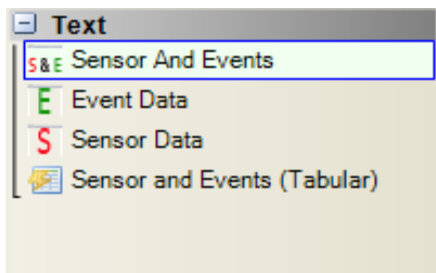 Text
S&E Sensor And Events
E Event Data
S Sensor Data
Sensor and Events (Tabular)